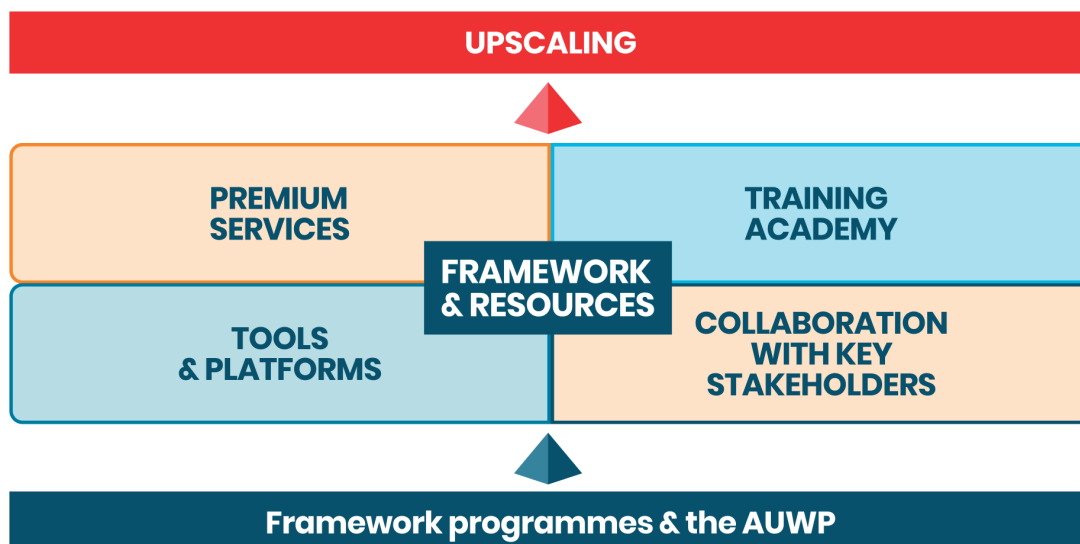 UPSCALING
PREMIUM
SERVICES
TRAINING
ACADEMY
FRAMEWORK
& RESOURCES
TOOLS
& PLATFORMS
COLLABORATION
WITH KEY
STAKEHOLDERS
Framework programmes & the AUWP